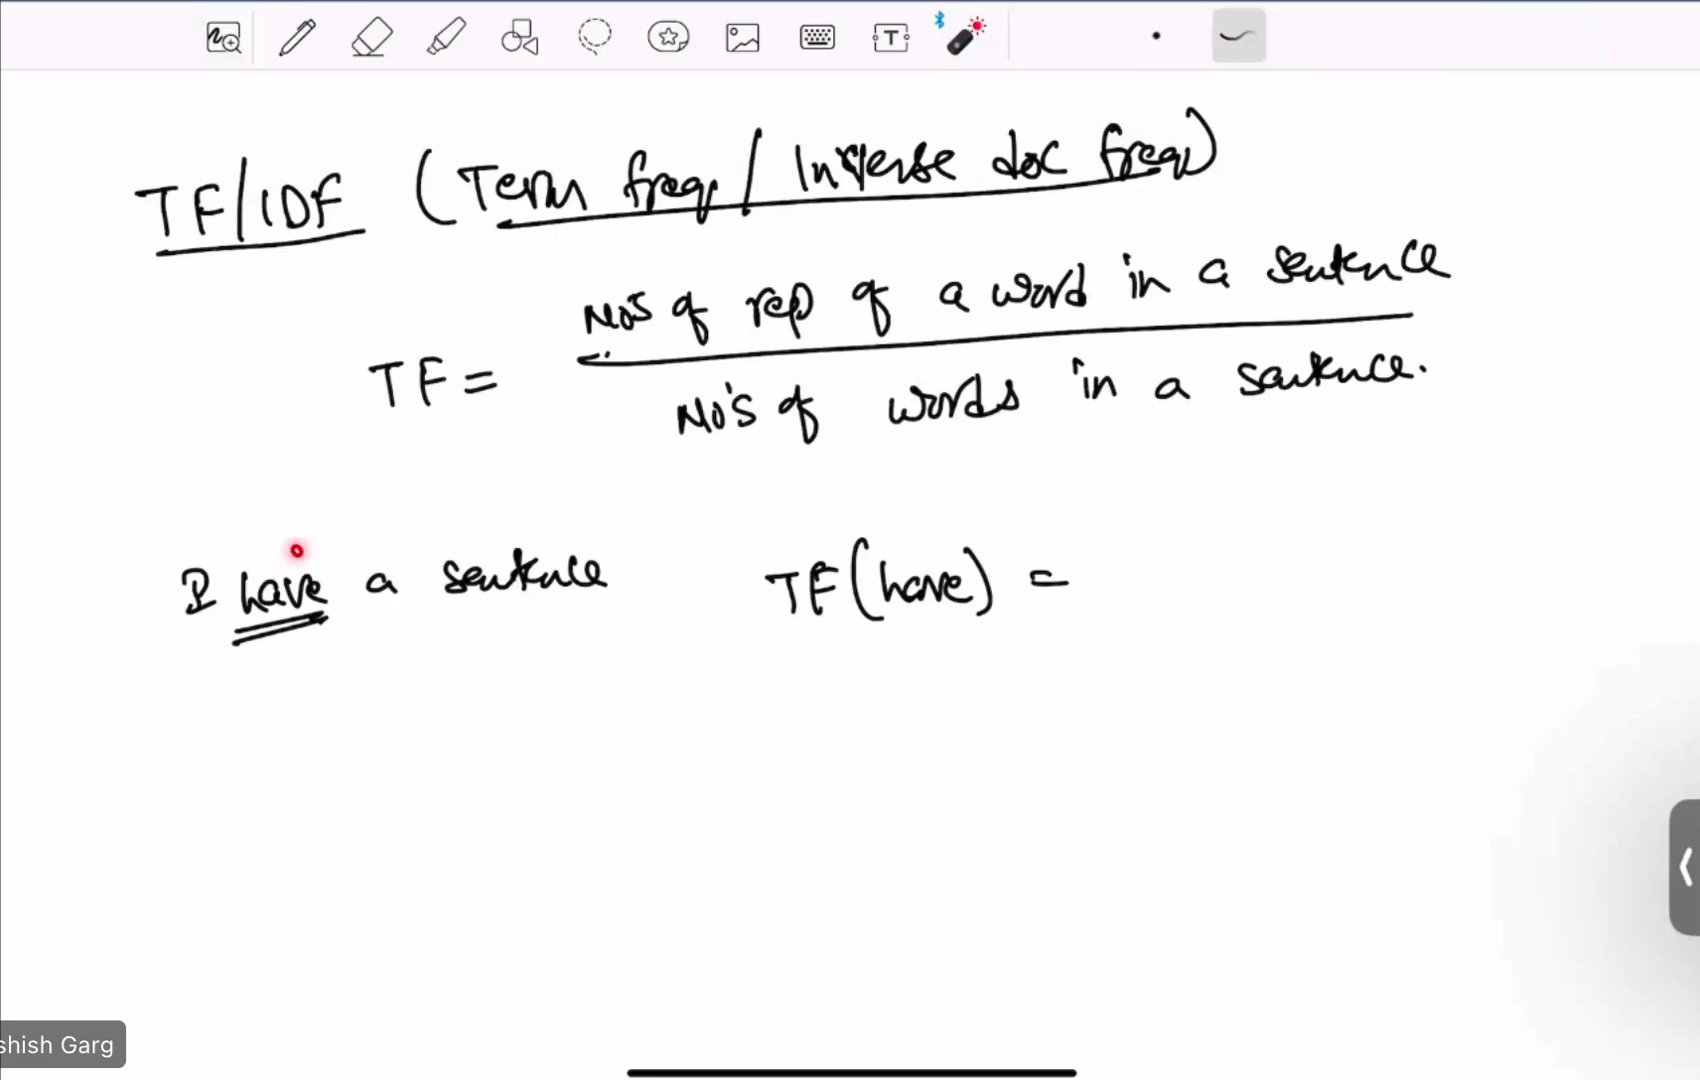 TF/IDF (Term freq/Inverse doc freq)
TF = No's of rep of a word in a sentence
No's of words in a sentence.
I have a sentence TF(have) =
shish Garg